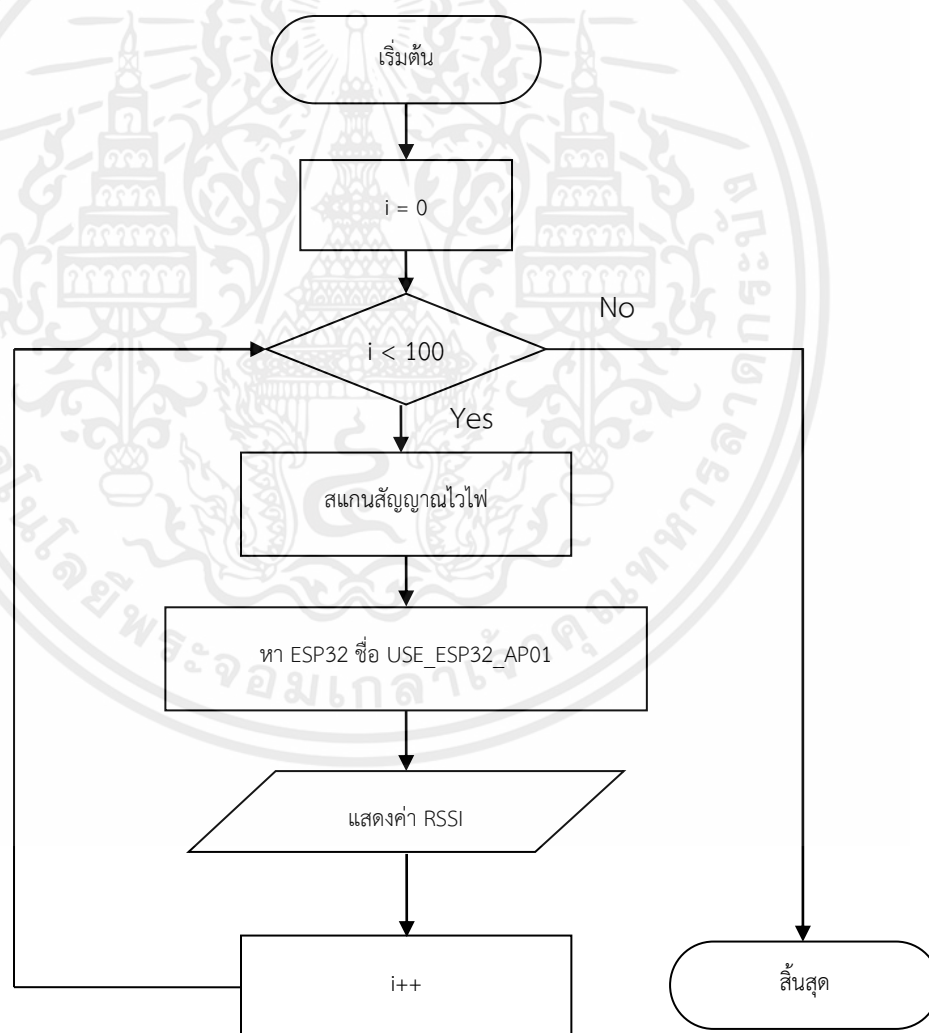 เริ่มต้น
i = 0
i < 100
No
Yes
สแกนสัญญาณไวไฟ
หา ESP32 ชื่อ USE_ESP32_AP01
แสดงค่า RSSI
i++
สิ้นสุด